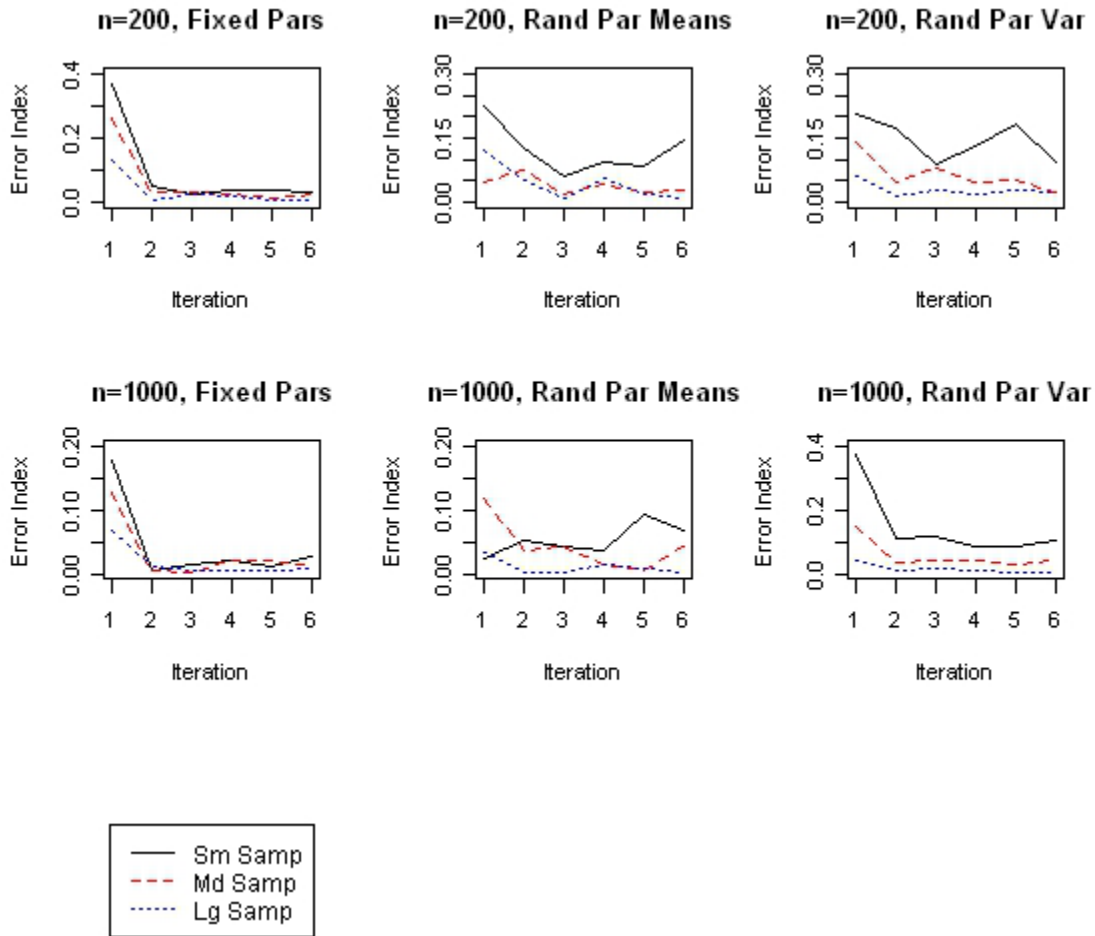 n=200, Fixed Pars
Error Index
0.0 0.2 0.4
1 2 3 4 5 6
Iteration
n=200, Rand Par Means
Error Index
0.00 0.15 0.30
1 2 3 4 5 6
Iteration
n=200, Rand Par Var
Error Index
0.00 0.15 0.30
1 2 3 4 5 6
Iteration
n=1000, Fixed Pars
Error Index
0.00 0.10 0.20
1 2 3 4 5 6
Iteration
n=1000, Rand Par Means
Error Index
0.00 0.10 0.20
1 2 3 4 5 6
Iteration
n=1000, Rand Par Var
Error Index
0.0 0.2 0.4
1 2 3 4 5 6
Iteration
Sm Samp
Md Samp
Lg Samp